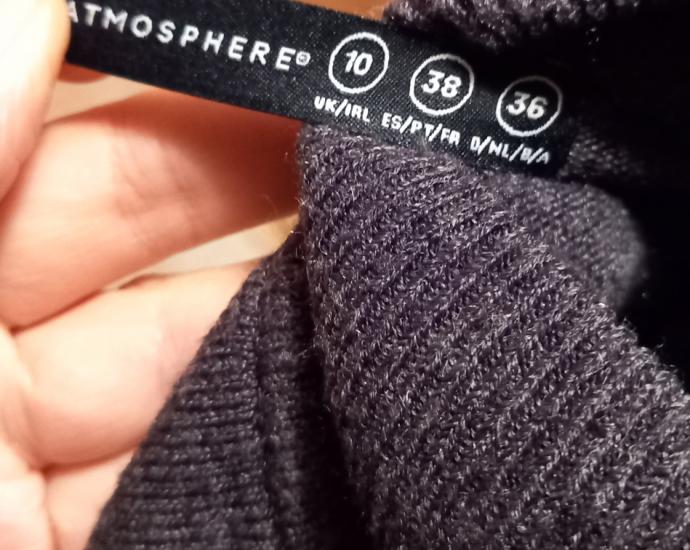 ATMOSPHERE® 10 38 36
UK/IRL ES/PT/FR D/NL/B/A